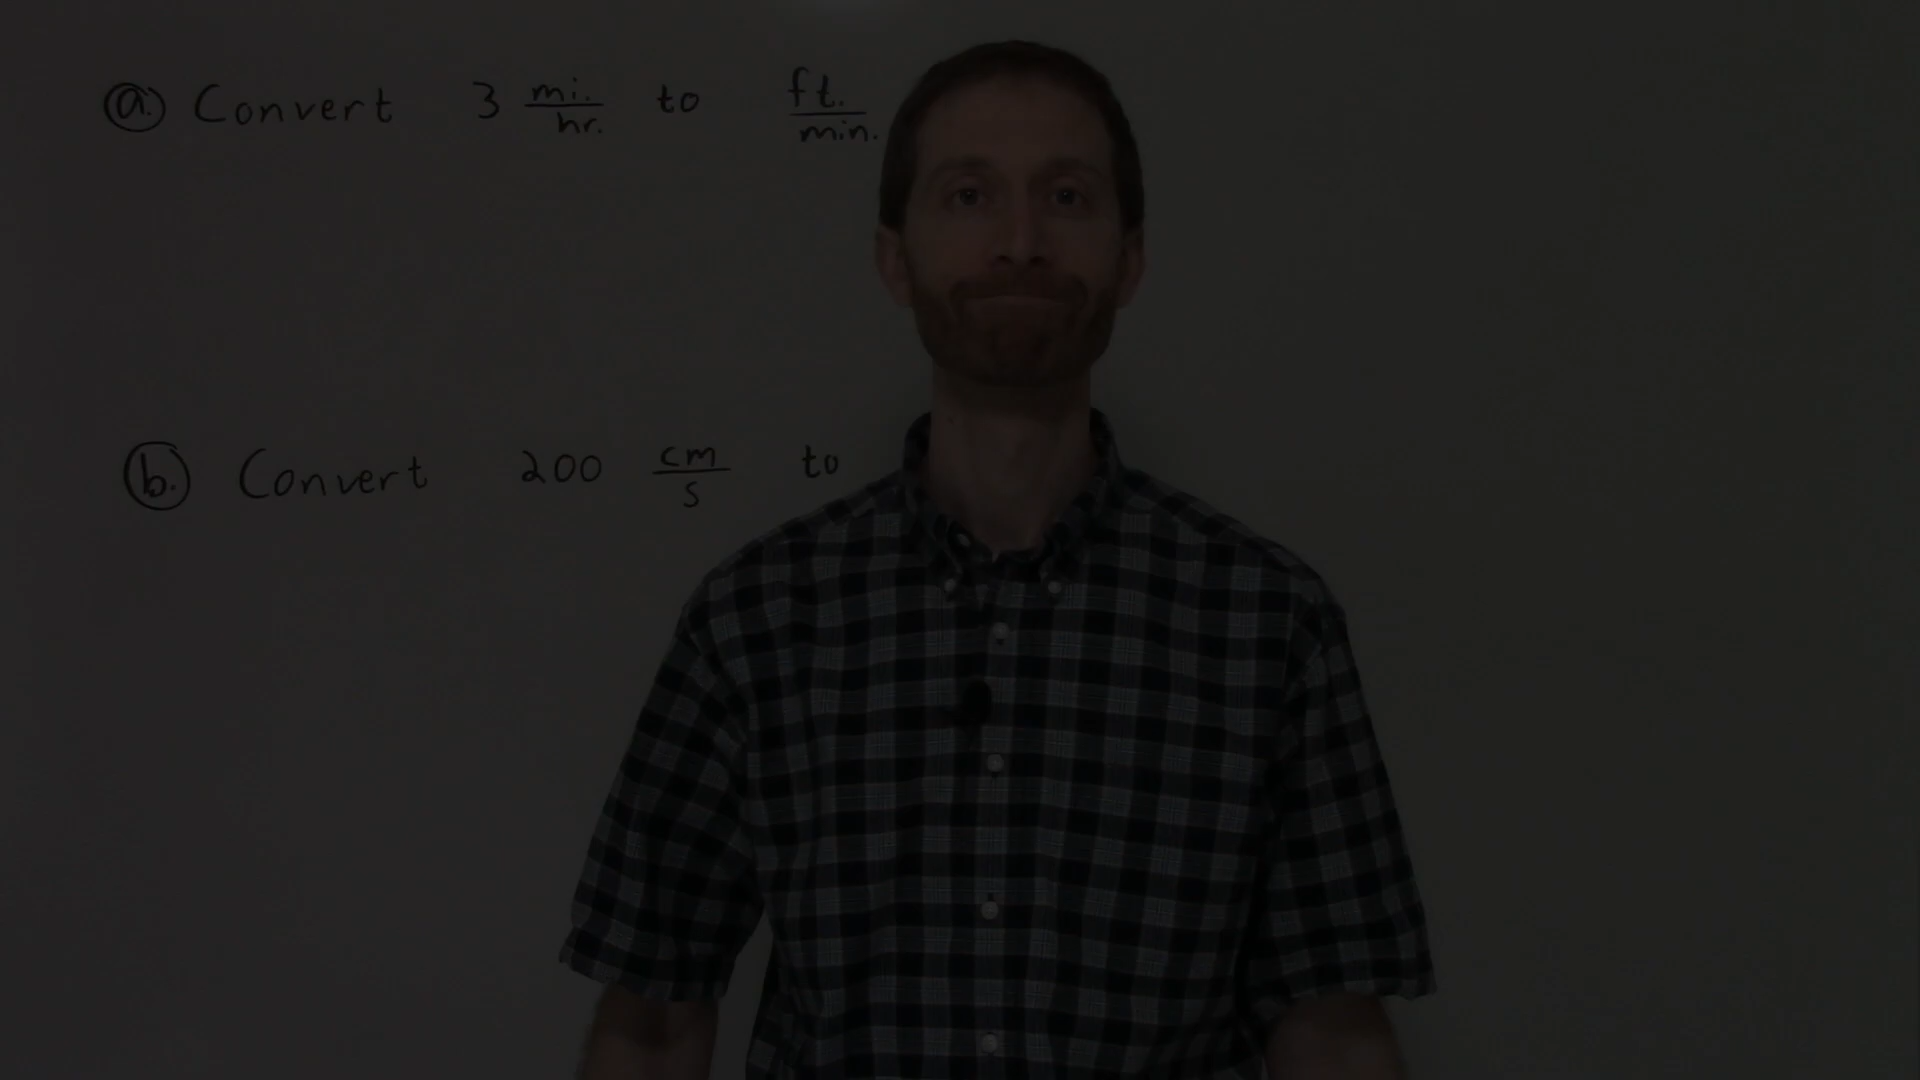 a. Convert 3 mi./hr. to ft./min.
b. Convert 200 cm/s to